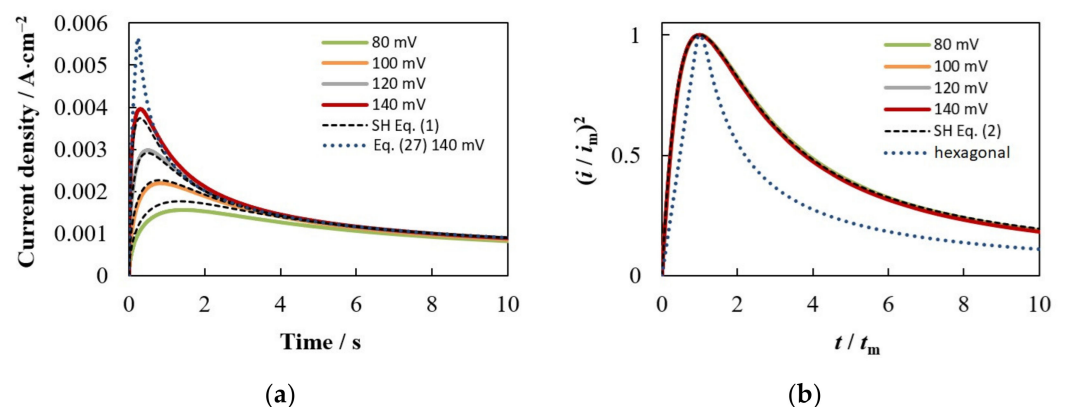 Current density / A·cm⁻²
0.006
0.005
0.004
0.003
0.002
0.001
0
80 mV
100 mV
120 mV
140 mV
SH Eq. (1)
Eq. (27) 140 mV
0 2 4 6 8 10
Time / s
(a)
(i / iₘ)²
1
0.5
0
80 mV
100 mV
120 mV
140 mV
SH Eq. (2)
hexagonal
0 2 4 6 8 10
t / tₘ
(b)